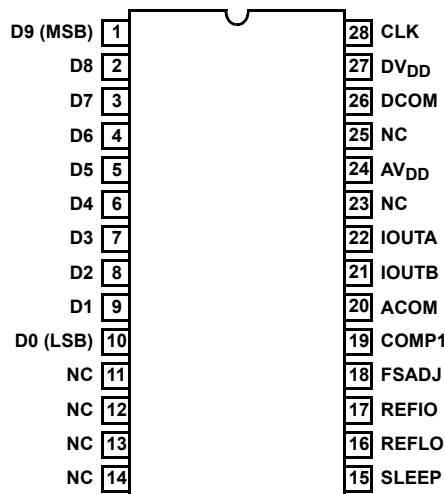 D9 (MSB) 1 28 CLK
D8 2 27 DVDD
D7 3 26 DCOM
D6 4 25 NC
D5 5 24 AVDD
D4 6 23 NC
D3 7 22 IOUTA
D2 8 21 IOUTB
D1 9 20 ACOM
D0 (LSB) 10 19 COMP1
NC 11 18 FSADJ
NC 12 17 REFIO
NC 13 16 REFLO
NC 14 15 SLEEP